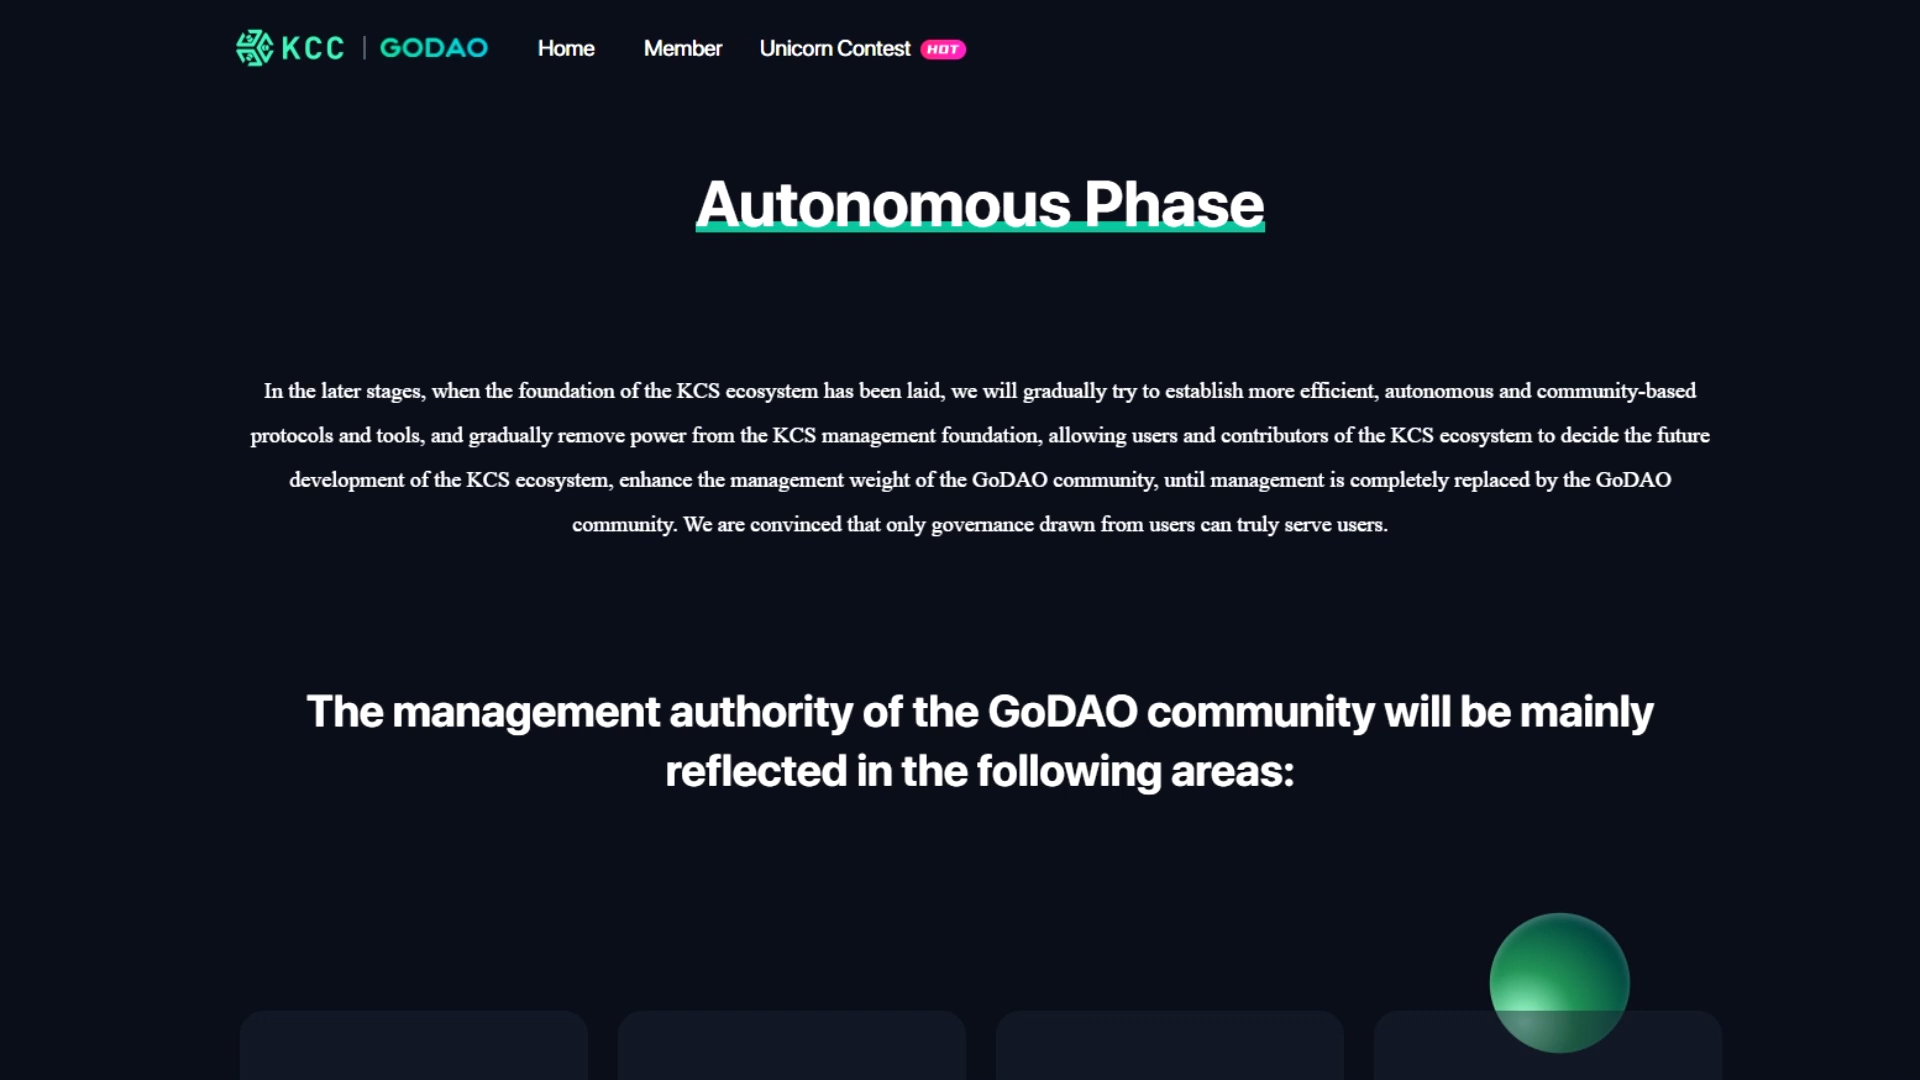 KCC | GODAO Home Member Unicorn Contest HOT
Autonomous Phase
In the later stages, when the foundation of the KCS ecosystem has been laid, we will gradually try to establish more efficient, autonomous and community-based
protocols and tools, and gradually remove power from the KCS management foundation, allowing users and contributors of the KCS ecosystem to decide the future
development of the KCS ecosystem, enhance the management weight of the GoDAO community, until management is completely replaced by the GoDAO
community. We are convinced that only governance drawn from users can truly serve users.
The management authority of the GoDAO community will be mainly
reflected in the following areas: